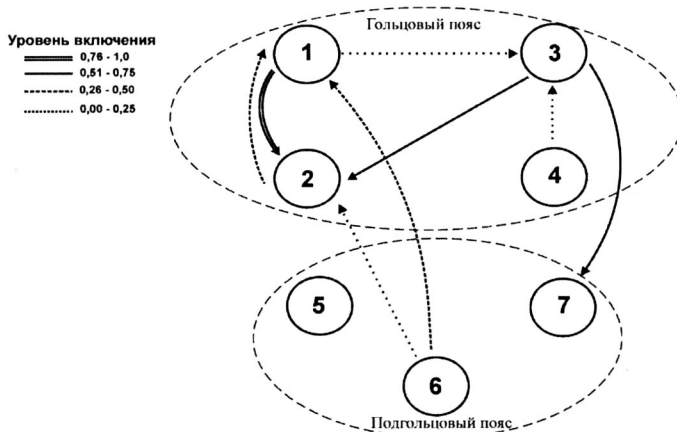 Гольцовый пояс
Уровень включения
0,76 - 1,0
0,51 - 0,75
0,26 - 0,50
0,00 - 0,25
1
3
2
4
5
7
6
Подгольцовый пояс